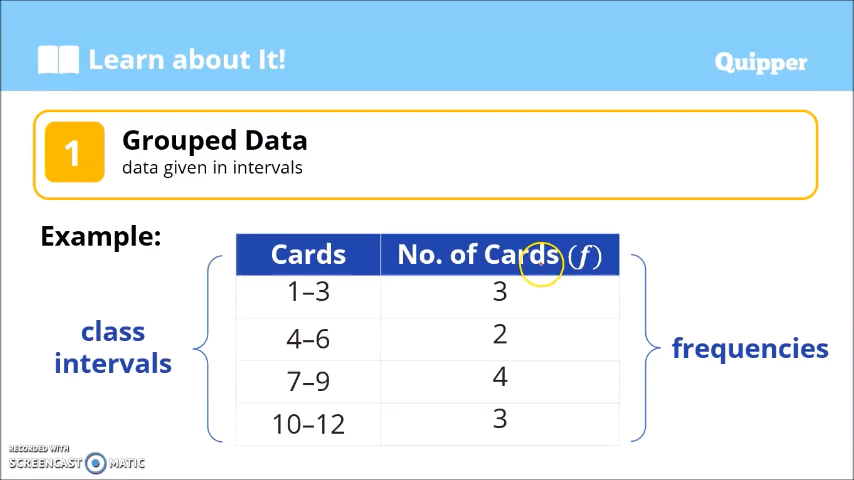 Learn about It!
Quipper
1
Grouped Data
data given in intervals
Example:
Cards No. of Cards (f)
1–3 3
4–6 2
7–9 4
10–12 3
class
intervals
frequencies
RECORDED WITH
SCREENCAST MATIC